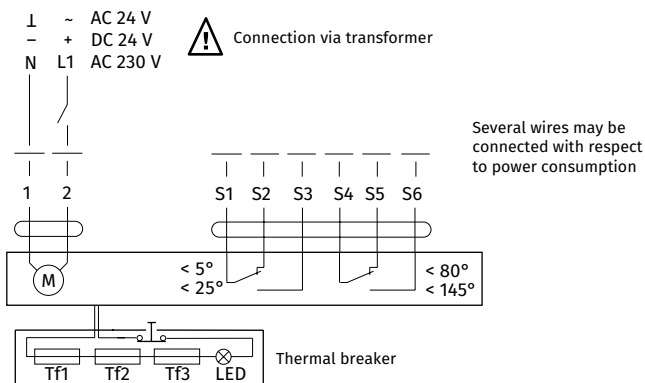 ⊥ ~ AC 24 V
– + DC 24 V
N L1 AC 230 V
Connection via transformer
Several wires may be
connected with respect
to power consumption
1 2 S1 S2 S3 S4 S5 S6
M
< 5°
< 25°
< 80°
< 145°
Tf1 Tf2 Tf3 LED
Thermal breaker